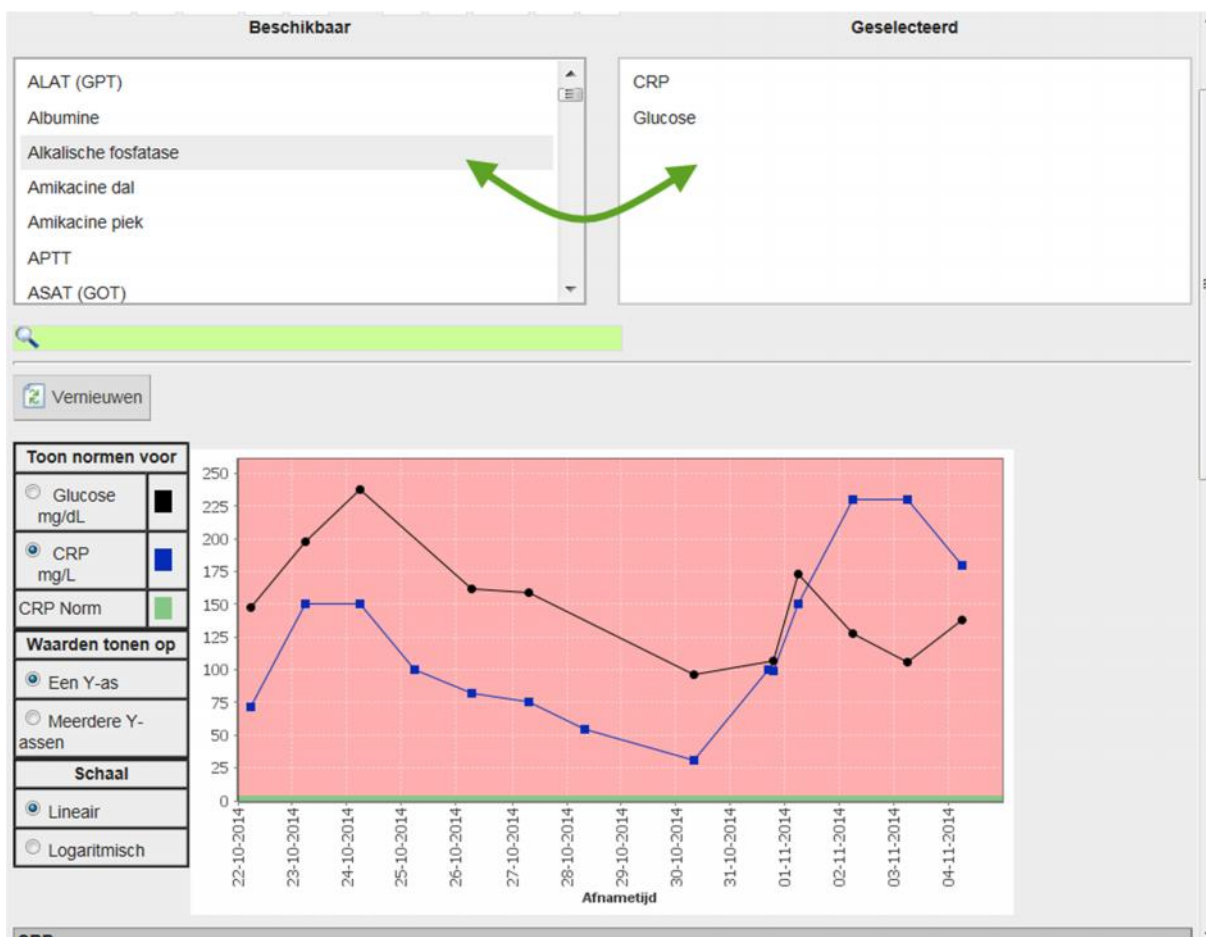 Beschikbaar
Geselecteerd
ALAT (GPT)
Albumine
Alkalische fosfatase
Amikacine dal
Amikacine piek
APTT
ASAT (GOT)
CRP
Glucose
Vernieuwen
Toon normen voor
Glucose
mg/dL
CRP
mg/L
CRP Norm
Waarden tonen op
Een Y-as
Meerdere Y-
assen
Schaal
Lineair
Logaritmisch
250
225
200
175
150
125
100
75
50
25
0
22-10-2014
23-10-2014
24-10-2014
25-10-2014
26-10-2014
27-10-2014
28-10-2014
29-10-2014
30-10-2014
31-10-2014
01-11-2014
02-11-2014
03-11-2014
04-11-2014
Afnametijd